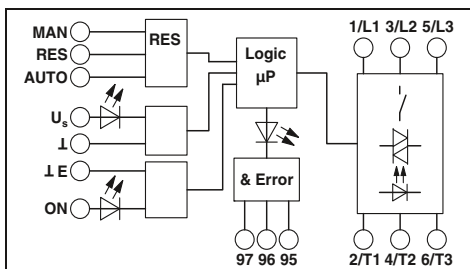 MAN
RES
AUTO
Us
⊥
⊥ E
ON
RES
Logic
µP
& Error
97 96 95
1/L1 3/L2 5/L3
2/T1 4/T2 6/T3